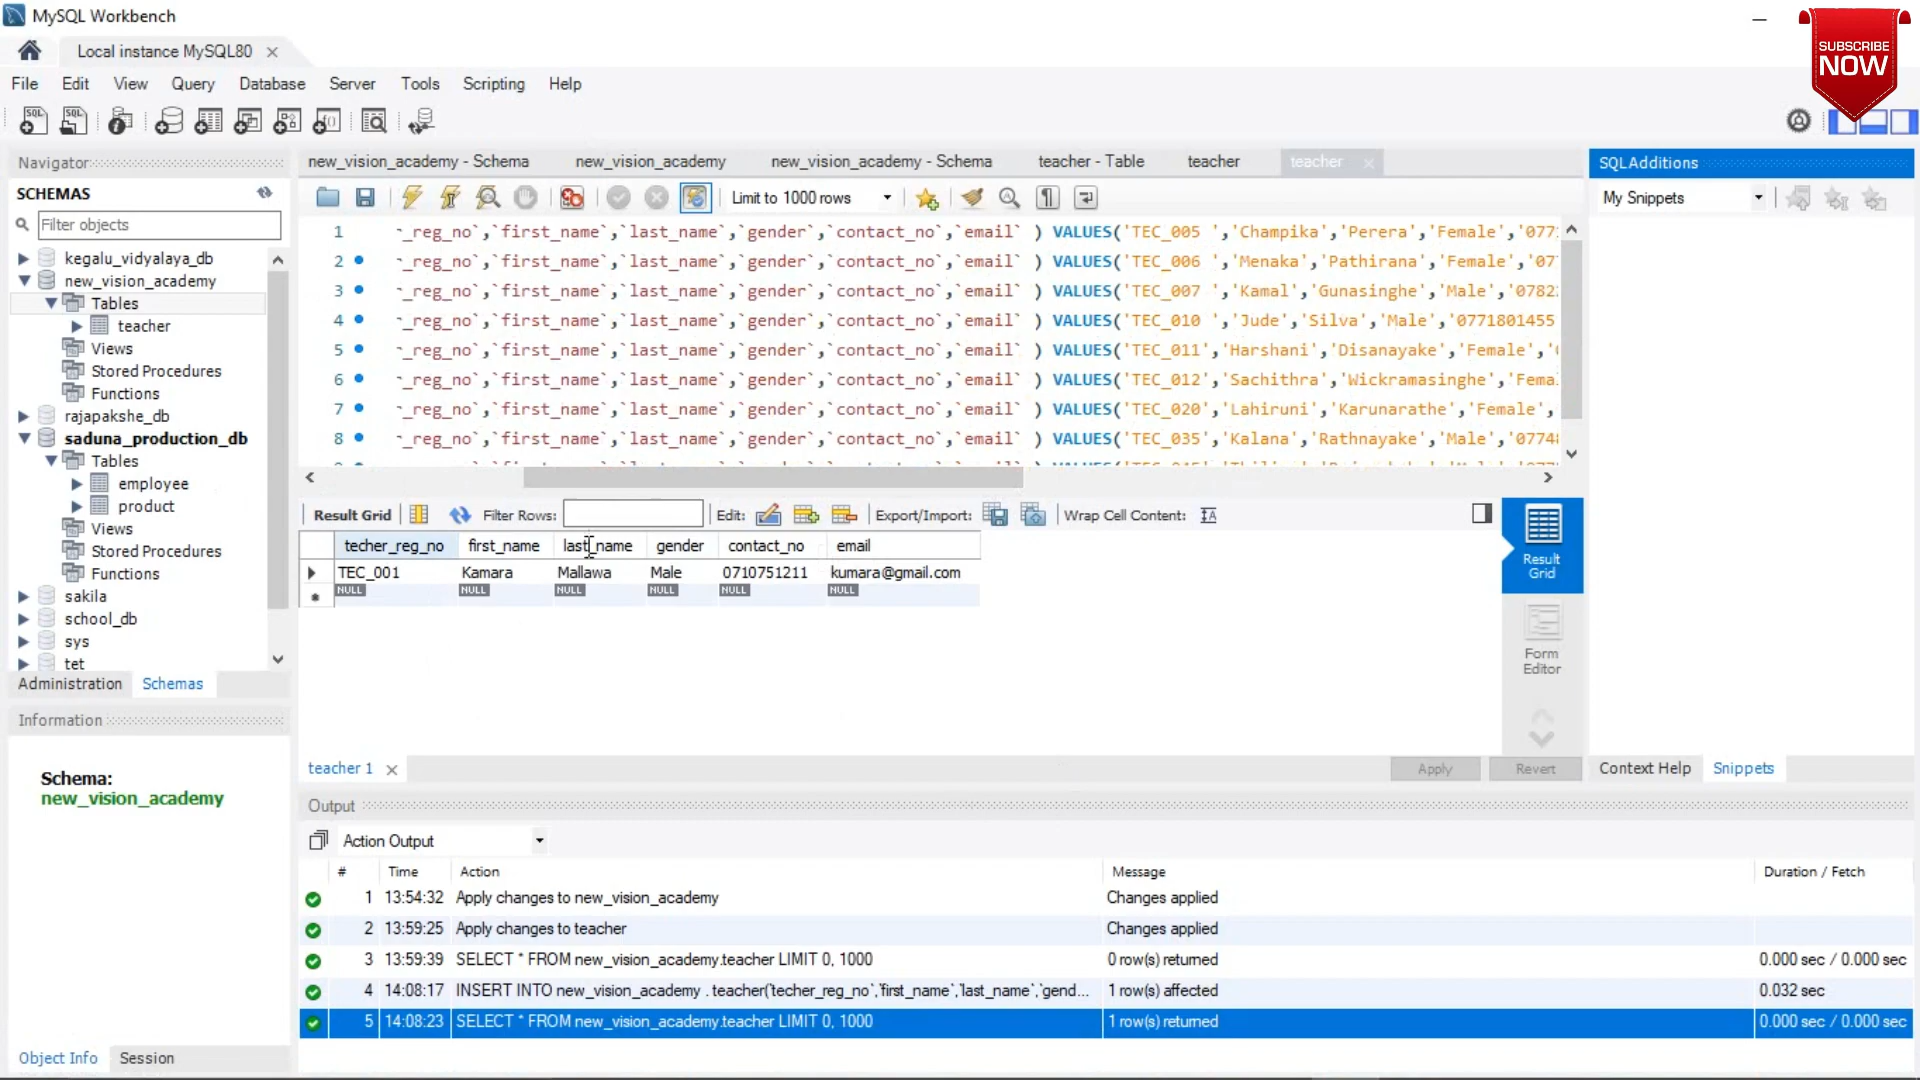 MySQL Workbench
SUBSCRIBE
NOW
Local instance MySQL80
File Edit View Query Database Server Tools Scripting Help
Navigator
new_vision_academy - Schema new_vision_academy new_vision_academy - Schema teacher - Table teacher teacher
SQLAdditions
SCHEMAS
Limit to 1000 rows
My Snippets
Filter objects
kegalu_vidyalaya_db
new_vision_academy
Tables
teacher
Views
Stored Procedures
Functions
rajapakshe_db
saduna_production_db
Tables
employee
product
Views
Stored Procedures
Functions
sakila
school_db
sys
tet
Administration Schemas
1 _reg_no`,`first_name`,`last_name`,`gender`,`contact_no`,`email` ) VALUES('TEC_005 ','Champika','Perera','Female','077
2 _reg_no`,`first_name`,`last_name`,`gender`,`contact_no`,`email` ) VALUES('TEC_006 ','Menaka','Pathirana','Female','07
3 _reg_no`,`first_name`,`last_name`,`gender`,`contact_no`,`email` ) VALUES('TEC_007 ','Kamal','Gunasinghe','Male','0782
4 _reg_no`,`first_name`,`last_name`,`gender`,`contact_no`,`email` ) VALUES('TEC_010 ','Jude','Silva','Male','0771801455
5 _reg_no`,`first_name`,`last_name`,`gender`,`contact_no`,`email` ) VALUES('TEC_011','Harshani','Disanayake','Female','
6 _reg_no`,`first_name`,`last_name`,`gender`,`contact_no`,`email` ) VALUES('TEC_012','Sachithra','Wickramasinghe','Fema
7 _reg_no`,`first_name`,`last_name`,`gender`,`contact_no`,`email` ) VALUES('TEC_020','Lahiruni','Karunarathe','Female',
8 _reg_no`,`first_name`,`last_name`,`gender`,`contact_no`,`email` ) VALUES('TEC_035','Kalana','Rathnayake','Male','0774
Result Grid Filter Rows: Edit: Export/Import: Wrap Cell Content:
techer_reg_no first_name last_name gender contact_no email
TEC_001 Kamara Mallawa Male 0710751211 kumara@gmail.com
NULL NULL NULL NULL NULL NULL
Result
Grid
Form
Editor
teacher 1
Apply Revert
Context Help Snippets
Information
Schema:
new_vision_academy
Object Info Session
Output
Action Output
# Time Action Message Duration / Fetch
1 13:54:32 Apply changes to new_vision_academy Changes applied
2 13:59:25 Apply changes to teacher Changes applied
3 13:59:39 SELECT * FROM new_vision_academy.teacher LIMIT 0, 1000 0 row(s) returned 0.000 sec / 0.000 sec
4 14:08:17 INSERT INTO new_vision_academy . teacher(`techer_reg_no`,`first_name`,`last_name`,`gend... 1 row(s) affected 0.032 sec
5 14:08:23 SELECT * FROM new_vision_academy.teacher LIMIT 0, 1000 1 row(s) returned 0.000 sec / 0.000 sec